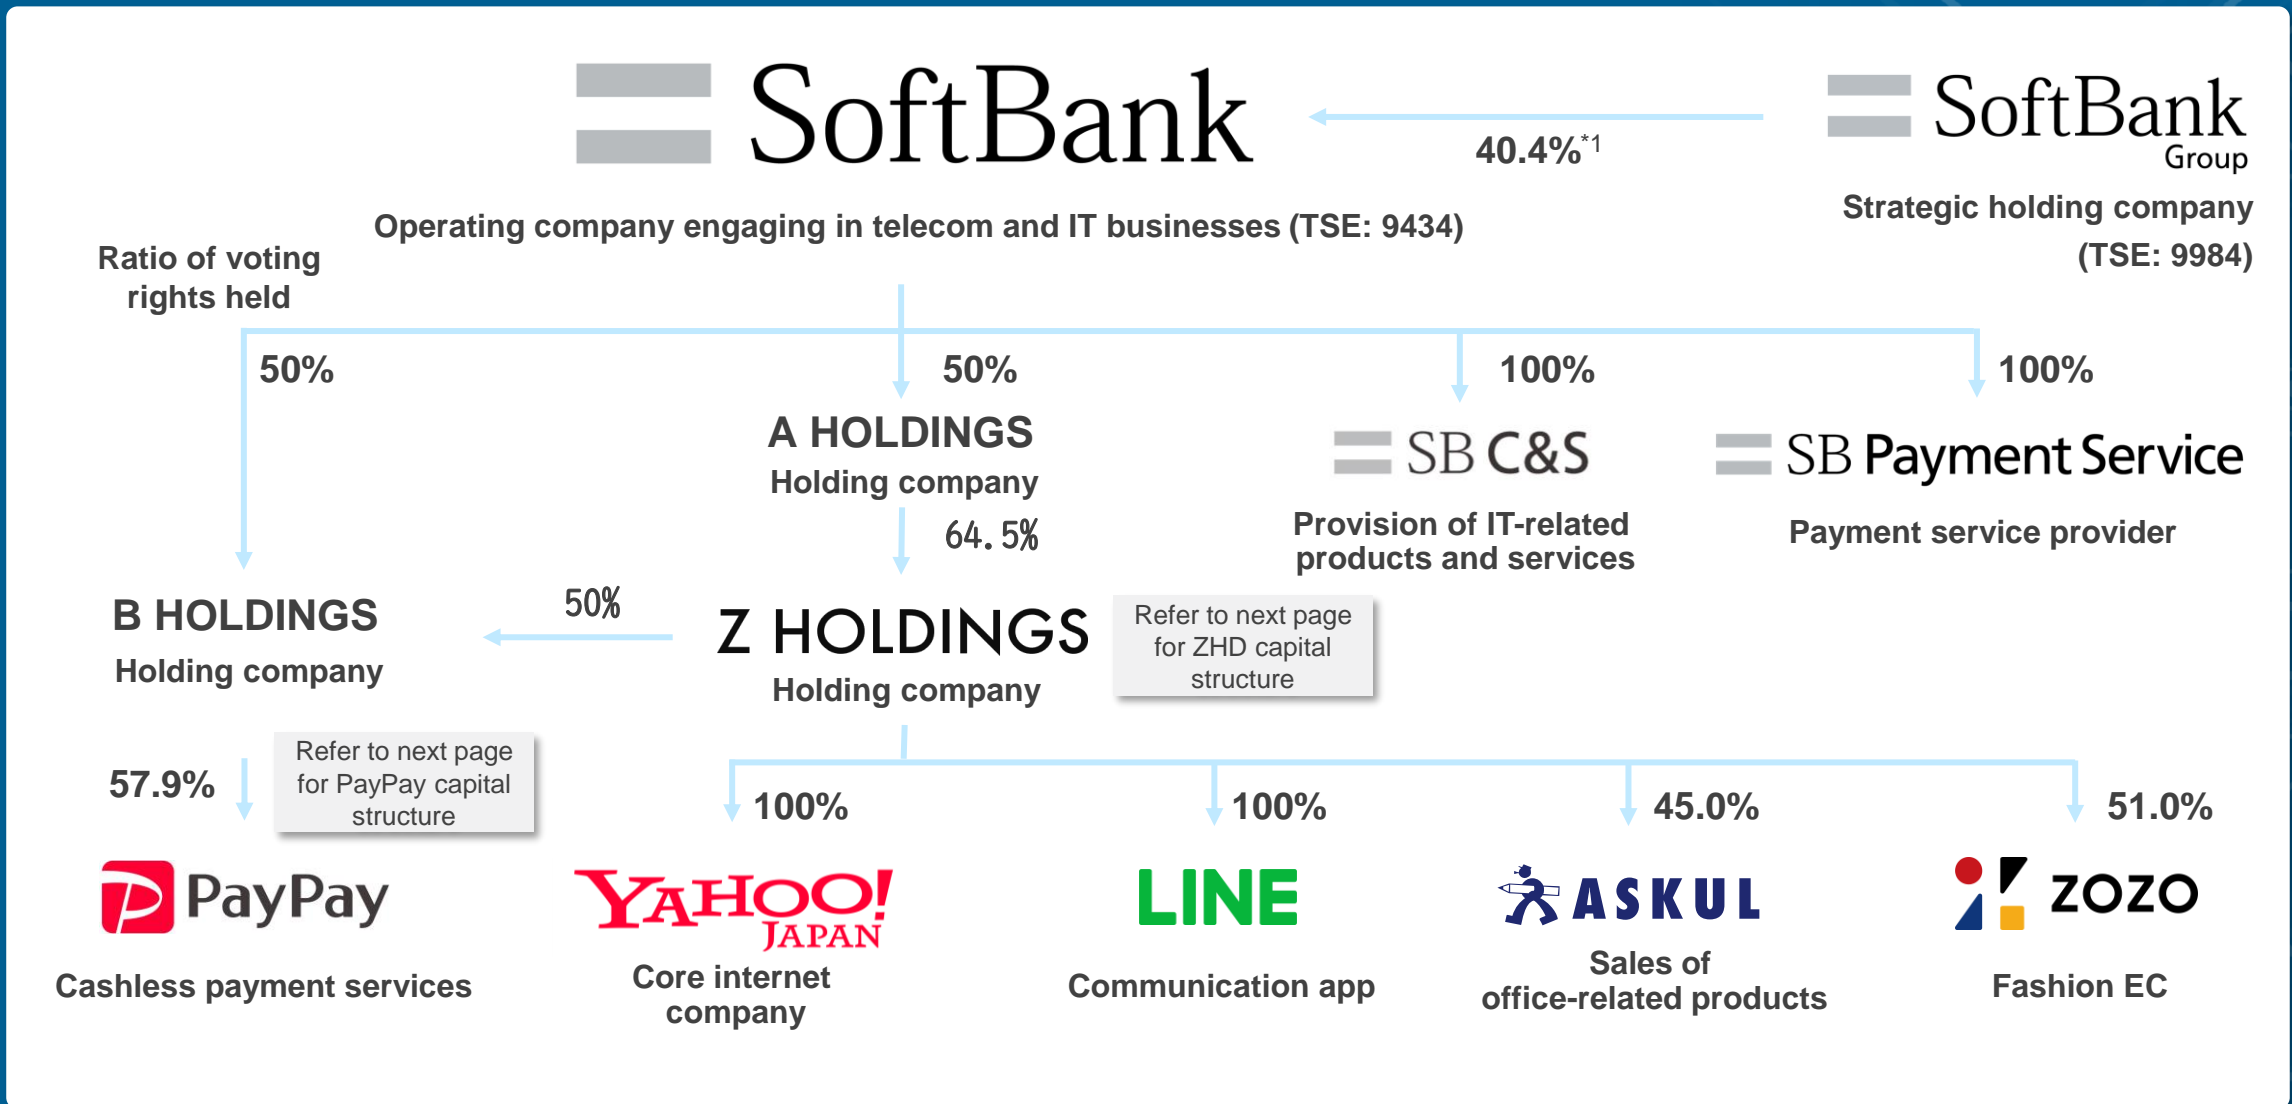 SoftBank
40.4%*1
SoftBank
Group
Operating company engaging in telecom and IT businesses (TSE: 9434)
Strategic holding company
(TSE: 9984)
Ratio of voting
rights held
50%
50%
100%
100%
A HOLDINGS
Holding company
SB C&S
Provision of IT-related
products and services
SB Payment Service
Payment service provider
64.5%
B HOLDINGS
Holding company
50%
Z HOLDINGS
Holding company
Refer to next page
for ZHD capital
structure
57.9%
Refer to next page
for PayPay capital
structure
100%
100%
45.0%
51.0%
PayPay
Cashless payment services
YAHOO!
JAPAN
Core internet
company
LINE
Communication app
ASKUL
Sales of
office-related products
ZOZO
Fashion EC